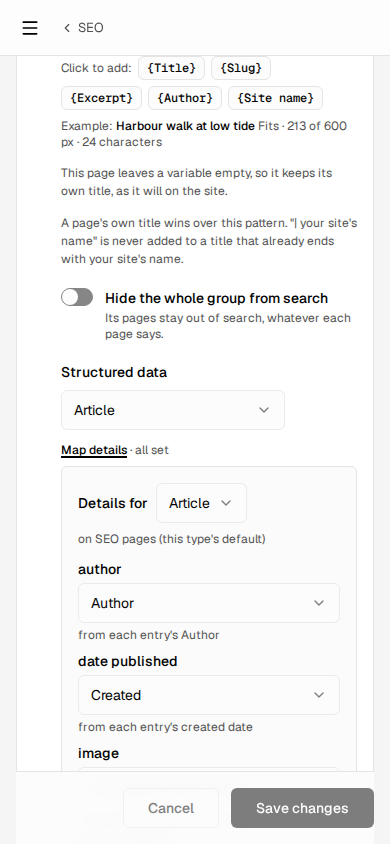 SEO
Click to add: {Title} {Slug}
{Excerpt} {Author} {Site name}
Example: Harbour walk at low tide Fits · 213 of 600
px · 24 characters
This page leaves a variable empty, so it keeps its
own title, as it will on the site.
A page's own title wins over this pattern. "| your site's
name" is never added to a title that already ends
with your site's name.
Hide the whole group from search
Its pages stay out of search, whatever each
page says.
Structured data
Article
Map details · all set
Details for Article
on SEO pages (this type's default)
author
Author
from each entry's Author
date published
Created
from each entry's created date
image
Cancel Save changes